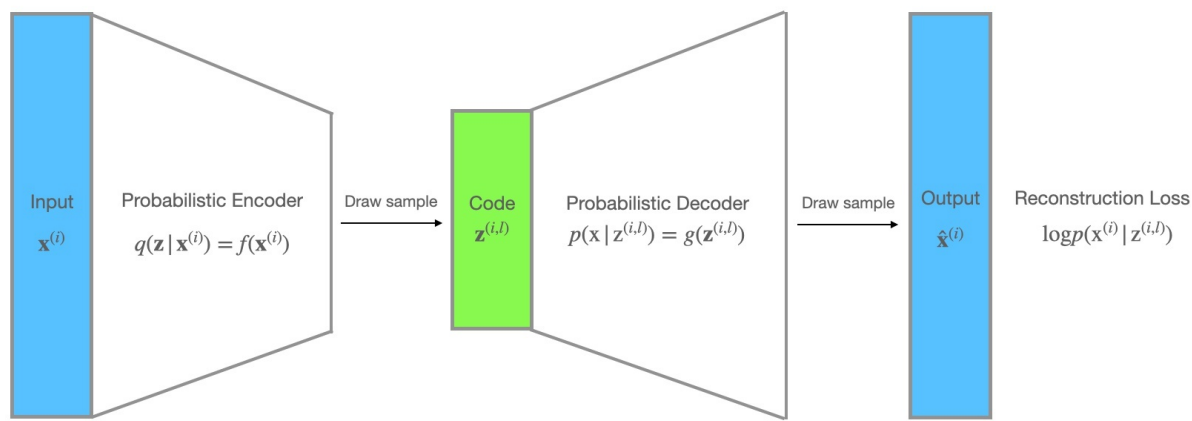 Input
x⁽ⁱ⁾
Probabilistic Encoder
q(z | x⁽ⁱ⁾) = f(x⁽ⁱ⁾)
Draw sample
Code
z⁽ⁱ,ˡ⁾
Probabilistic Decoder
p(x | z⁽ⁱ,ˡ⁾) = g(z⁽ⁱ,ˡ⁾)
Draw sample
Output
x̂⁽ⁱ⁾
Reconstruction Loss
logp(x⁽ⁱ⁾ | z⁽ⁱ,ˡ⁾)